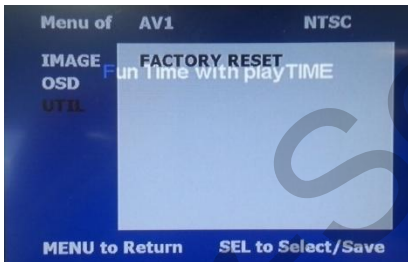 Menu of AV1 NTSC
IMAGE FACTORY RESET
Fun Time with playTIME
OSD
UTIL
MENU to Return SEL to Select/Save